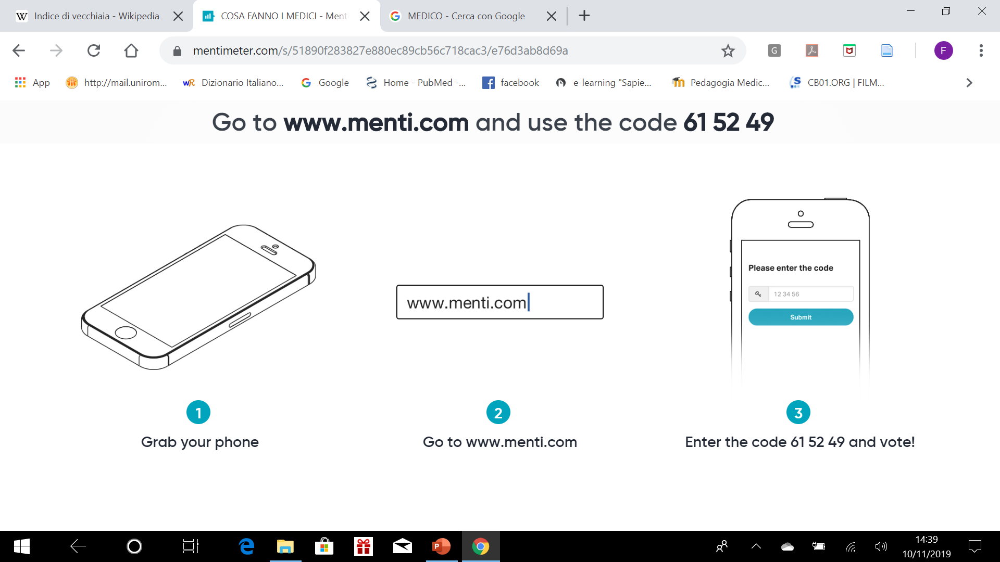 Indice di vecchiaia - Wikipedia
COSA FANNO I MEDICI - Ment
MEDICO - Cerca con Google
mentimeter.com/s/51890f283827e880ec89cb56c718cac3/e76d3ab8d69a
G
F
App
http://mail.unirom...
WR Dizionario Italiano...
Google
Home - PubMed -...
facebook
e-learning "Sapie...
Pedagogia Medic...
CB01.ORG | FILM...
Go to www.menti.com and use the code 61 52 49
www.menti.com
Please enter the code
12 34 56
Submit
1
Grab your phone
2
Go to www.menti.com
3
Enter the code 61 52 49 and vote!
14:39
10/11/2019